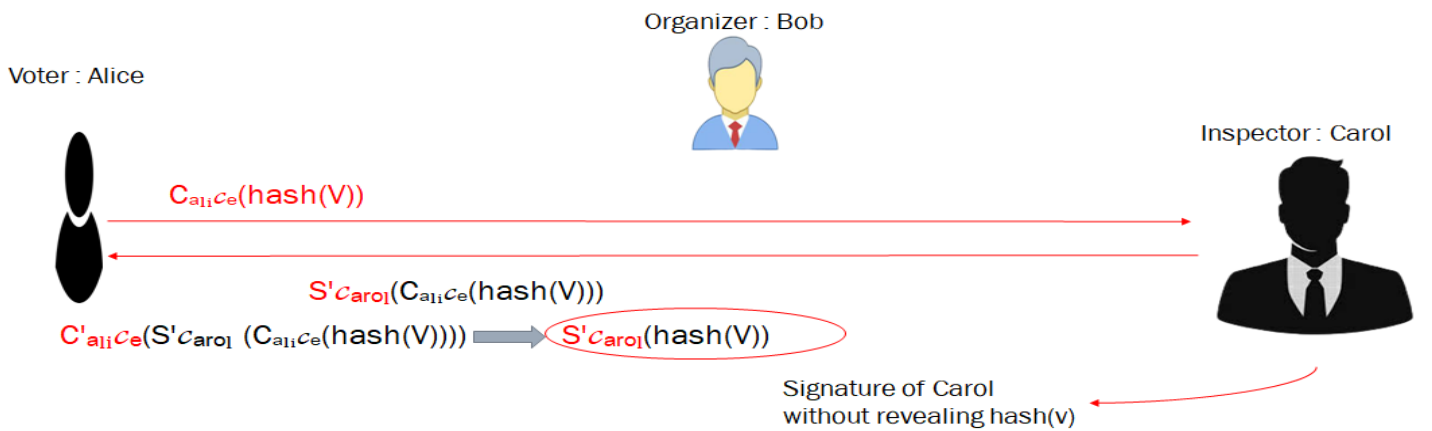 Organizer : Bob
Voter : Alice
Inspector : Carol
Calice(hash(V))
S'carol(Calice(hash(V)))
C'alice(S'carol (Calice(hash(V)))) S'carol(hash(V))
Signature of Carol
without revealing hash(v)